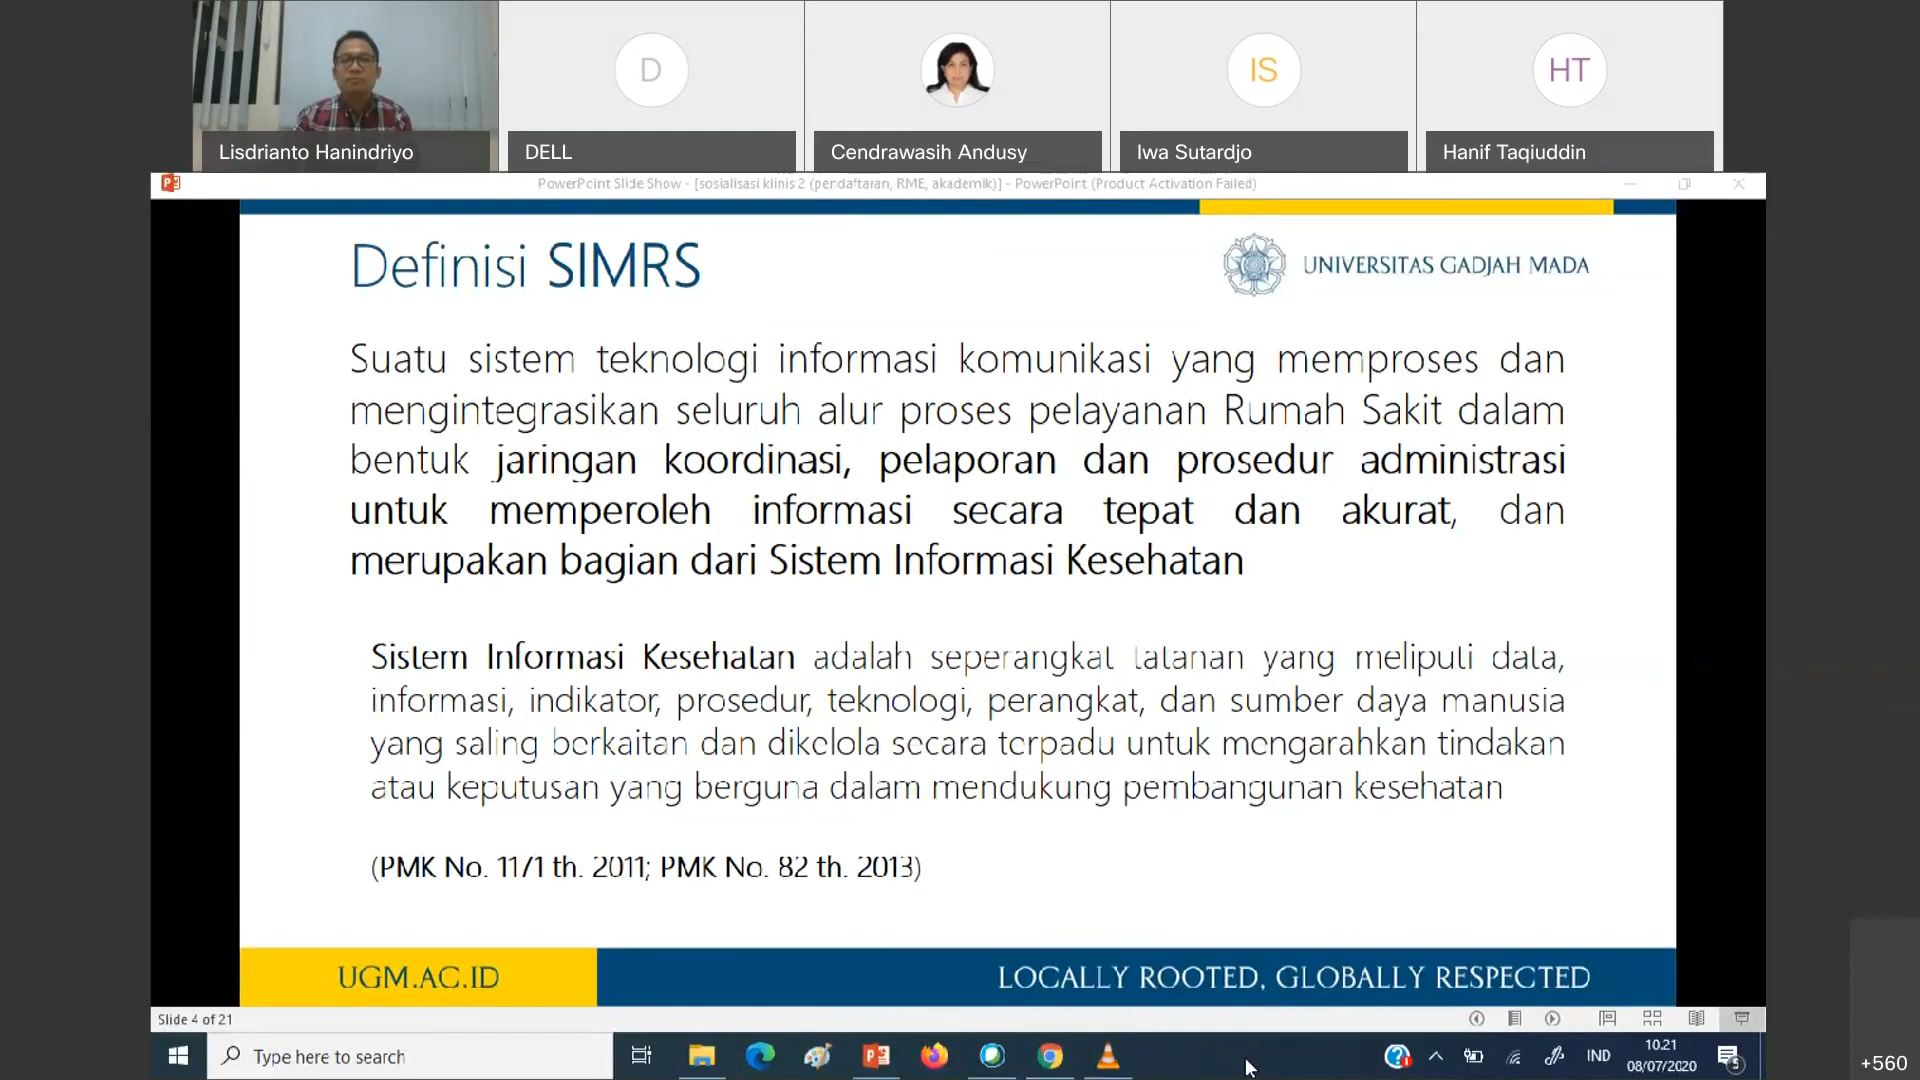 D
IS
HT
Lisdrianto Hanindriyo
DELL
Cendrawasih Andusy
Iwa Sutardjo
Hanif Taqiuddin
PowerPoint Slide Show - [sosialisasi klinis 2 (pendaftaran, RME, akademik)] - PowerPoint (Product Activation Failed)
Definisi SIMRS
UNIVERSITAS GADJAH MADA
Suatu sistem teknologi informasi komunikasi yang memproses dan
mengintegrasikan seluruh alur proses pelayanan Rumah Sakit dalam
bentuk jaringan koordinasi, pelaporan dan prosedur administrasi
untuk memperoleh informasi secara tepat dan akurat, dan
merupakan bagian dari Sistem Informasi Kesehatan
Sistem Informasi Kesehatan adalah seperangkat tatanan yang meliputi data,
informasi, indikator, prosedur, teknologi, perangkat, dan sumber daya manusia
yang saling berkaitan dan dikelola secara terpadu untuk mengarahkan tindakan
atau keputusan yang berguna dalam mendukung pembangunan kesehatan
(PMK No. 1171 th. 2011; PMK No. 82 th. 2013)
UGM.AC.ID
LOCALLY ROOTED, GLOBALLY RESPECTED
Slide 4 of 21
Type here to search
IND
10.21
08/07/2020
5
+560